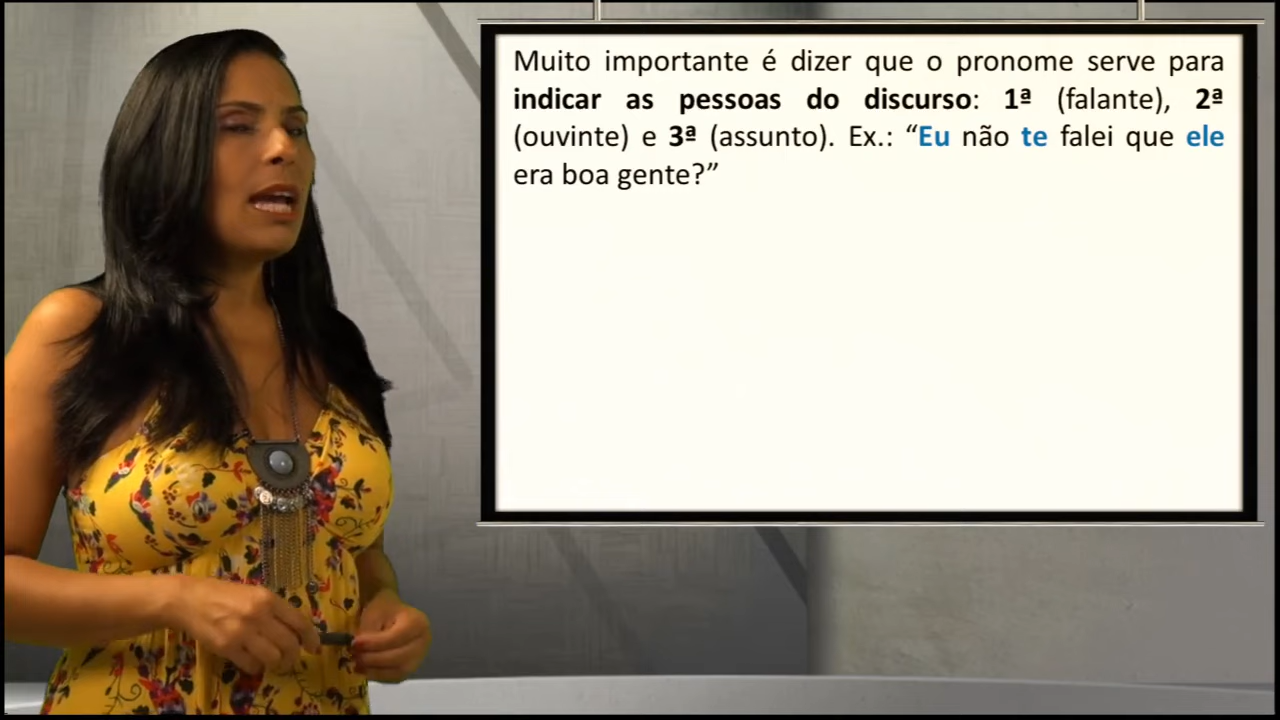 Muito importante é dizer que o pronome serve para
indicar as pessoas do discurso: 1ª (falante), 2ª
(ouvinte) e 3ª (assunto). Ex.: “Eu não te falei que ele
era boa gente?”